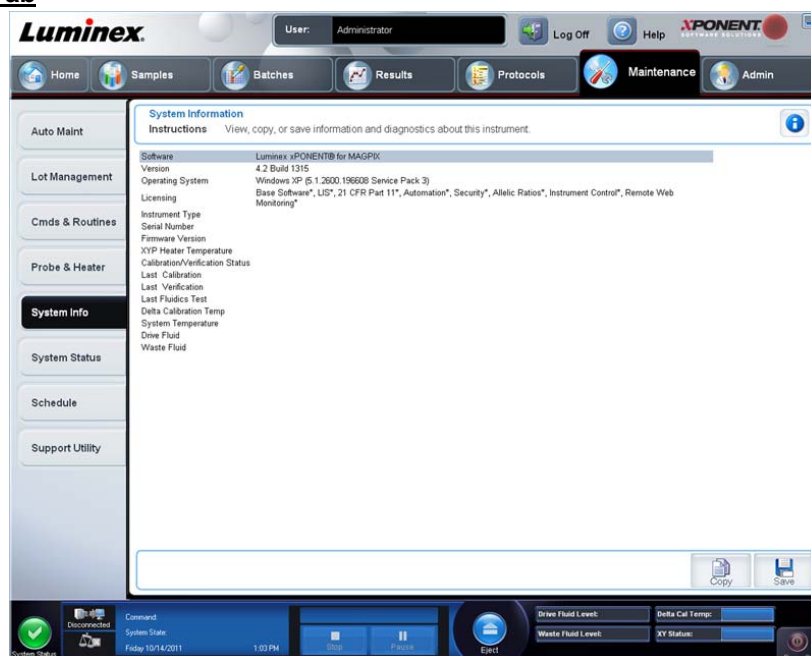 Luminex.
User: Administrator
Log Off
Help
XPONENT.
SOFTWARE SOLUTIONS
Home
Samples
Batches
Results
Protocols
Maintenance
Admin
Auto Maint
Lot Management
Cmds & Routines
Probe & Heater
System Info
System Status
Schedule
Support Utility
System Information
Instructions View, copy, or save information and diagnostics about this instrument.
Software Luminex xPONENT® for MAGPIX
Version 4.2 Build 1315
Operating System Windows XP (5.1.2600.196608 Service Pack 3)
Licensing Base Software*, LIS*, 21 CFR Part 11*, Automation*, Security*, Allelic Ratios*, Instrument Control*, Remote Web
Monitoring*
Instrument Type
Serial Number
Firmware Version
XYP Heater Temperature
Calibration/Verification Status
Last Calibration
Last Verification
Last Fluidics Test
Delta Calibration Temp
System Temperature
Drive Fluid
Waste Fluid
Copy
Save
System Status
Disconnected
Command:
System State:
Friday 10/14/2011 1:03 PM
Stop
Pause
Eject
Drive Fluid Level:
Waste Fluid Level:
Delta Cal Temp:
XY Status: